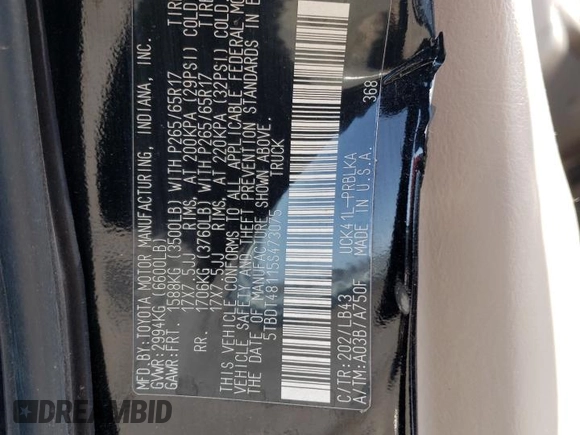 MFD.BY:TOYOTA MOTOR MANUFACTURING, INDIANA, INC.
GVWR:2994KG(6600LB)
GAWR:FRT. 1588KG(3500LB)WITH P265/65R17 TIR
17X7.5JJ RIMS, AT 200KPA(29PSI)COLD
RR. 1706KG(3760LB)WITH P265/65R17 TIRE
17X7.5JJ RIMS, AT 220KPA(32PSI)COLD
THIS VEHICLE CONFORMS TO ALL APPLICABLE FEDERAL MO
VEHICLE SAFETY AND THEFT PREVENTION STANDARDS IN E
THE DATE OF MANUFACTURE SHOWN ABOVE.
5TBDT48115S473075 TRUCK
C/TR:202/LB43 UCK41L-PRBLKA
A/TM:A03B/A750F MADE IN U.S.A. 368
DREAMBID